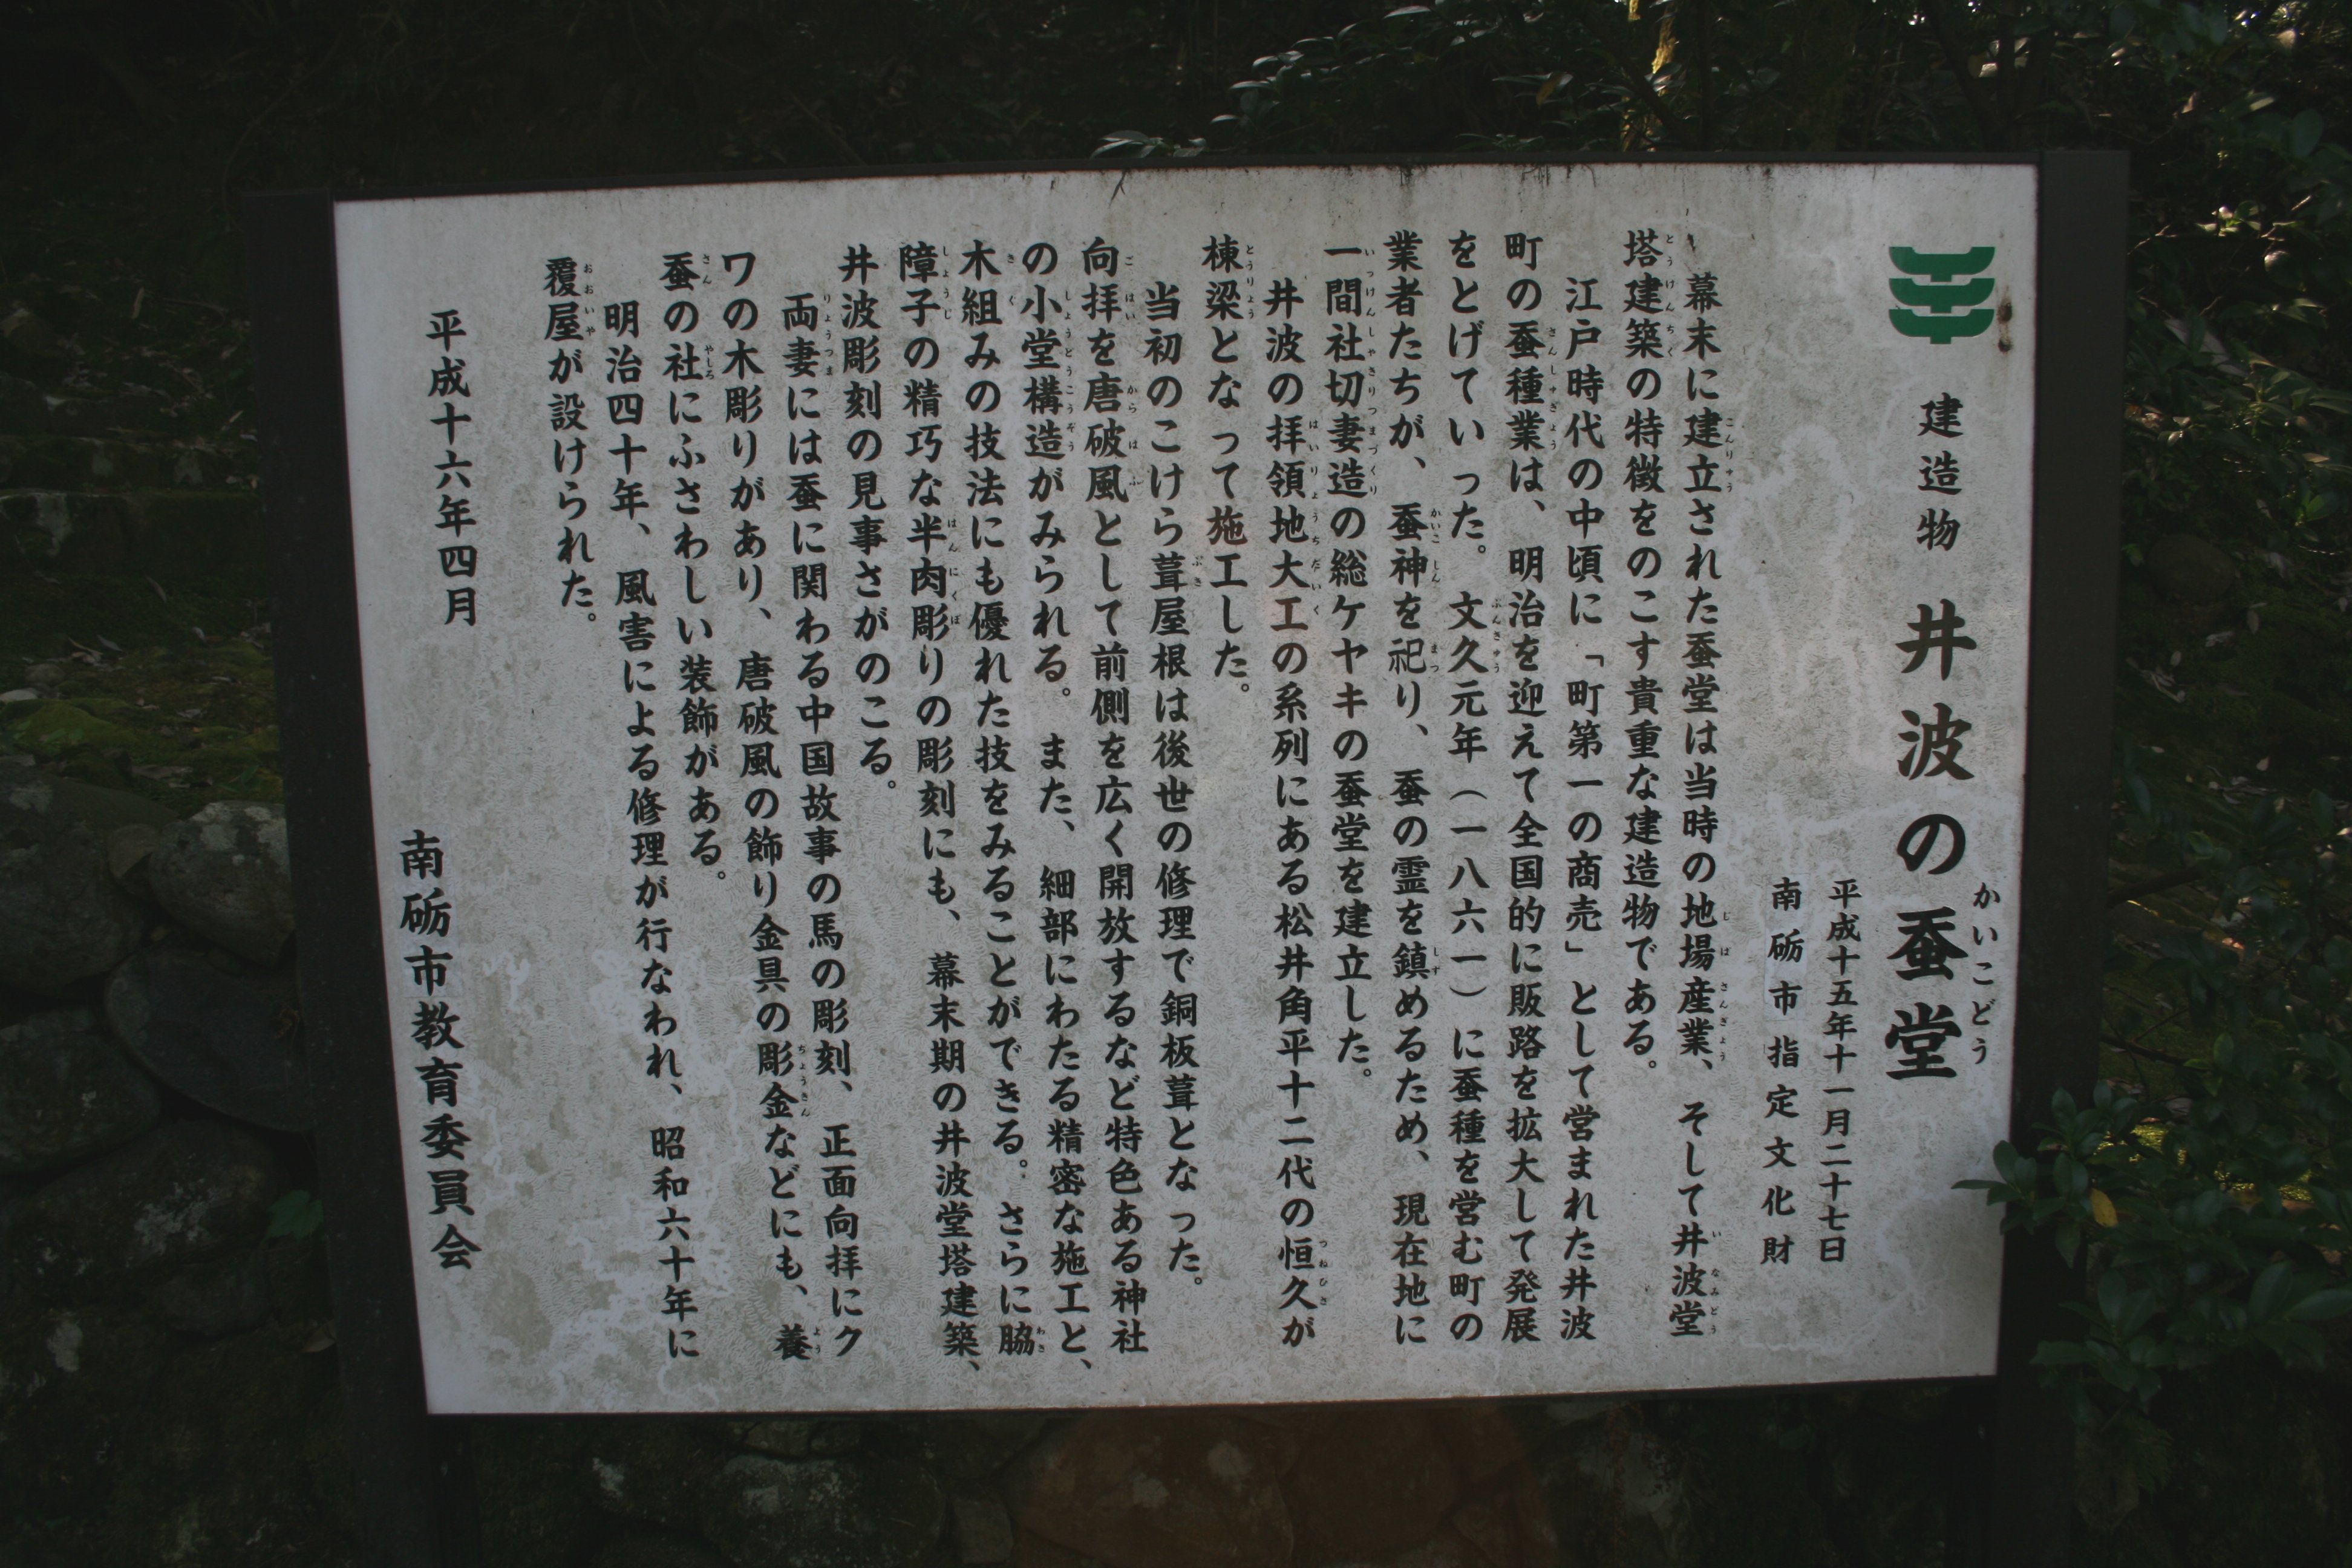 建造物 井波の蚕堂
かいこどう
平成十五年十一月二十七日
南砺市指定文化財
幕末に建立された蚕堂は当時の地場産業、そして井波堂
塔建築の特徴をのこす貴重な建造物である。
江戸時代の中頃に「町第一の商売」として営まれた井波
町の蚕種業は、明治を迎えて全国的に販路を拡大して発展
をとげていった。文久元年（一八六一）に蚕種を営む町の
業者たちが、蚕神を祀り、蚕の霊を鎮めるため、現在地に
一間社切妻造の総ケヤキの蚕堂を建立した。
井波の拝領地大工の系列にある松井角平十二代の恒久が
棟梁となって施工した。
当初のこけら葺屋根は後世の修理で銅板葺となった。
向拝を唐破風として前側を広く開放するなど特色ある神社
の小堂構造がみられる。また、細部にわたる精密な施工と、
木組みの技法にも優れた技をみることができる。さらに脇
障子の精巧な半肉彫りの彫刻にも、幕末期の井波堂塔建築、
井波彫刻の見事さがのこる。
両妻には蚕に関わる中国故事の馬の彫刻、正面向拝にク
ワの木彫りがあり、唐破風の飾り金具の彫金などにも、養
蚕の社にふさわしい装飾がある。
明治四十年、風害による修理が行なわれ、昭和六十年に
覆屋が設けられた。
平成十六年四月
南砺市教育委員会